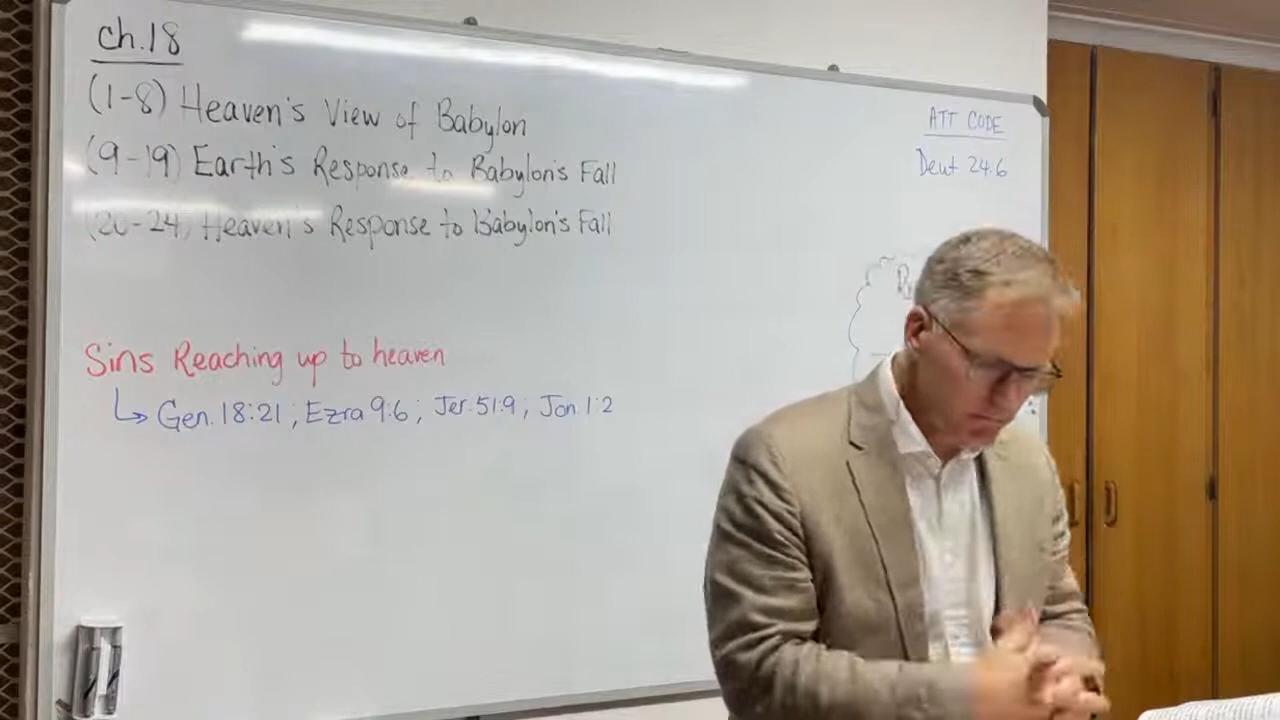 ch.18
(1-8) Heaven's View of Babylon
(9-19) Earth's Response to Babylon's Fall
(20-24) Heaven's Response to Babylon's Fall
Sins Reaching up to heaven
↳ Gen. 18:21 ; Ezra 9:6 ; Jer. 51:9 ; Jon 1:2
ATT CODE
Deut 24.6